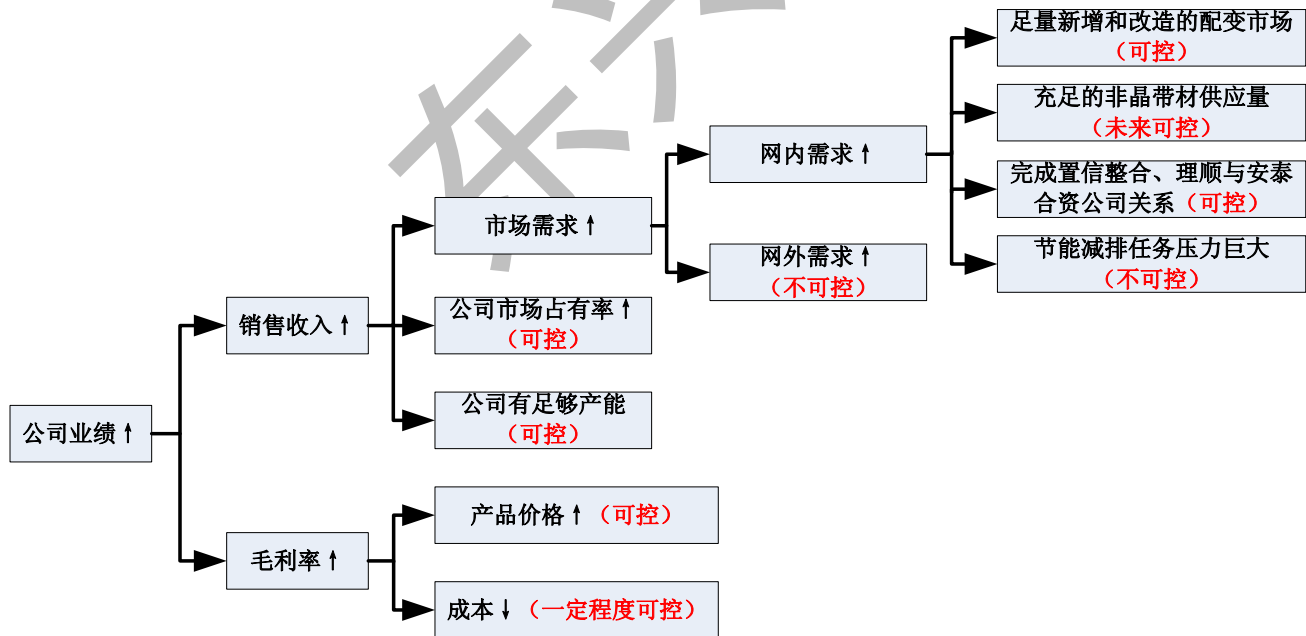 足量新增和改造的配变市场
（可控）
充足的非晶带材供应量
（未来可控）
网内需求↑
完成置信整合、理顺与安泰
合资公司关系（可控）
市场需求↑
网外需求↑
（不可控）
节能减排任务压力巨大
（不可控）
销售收入↑
公司市场占有率↑
（可控）
公司有足够产能
（可控）
公司业绩↑
产品价格↑（可控）
毛利率↑
成本↓（一定程度可控）
东